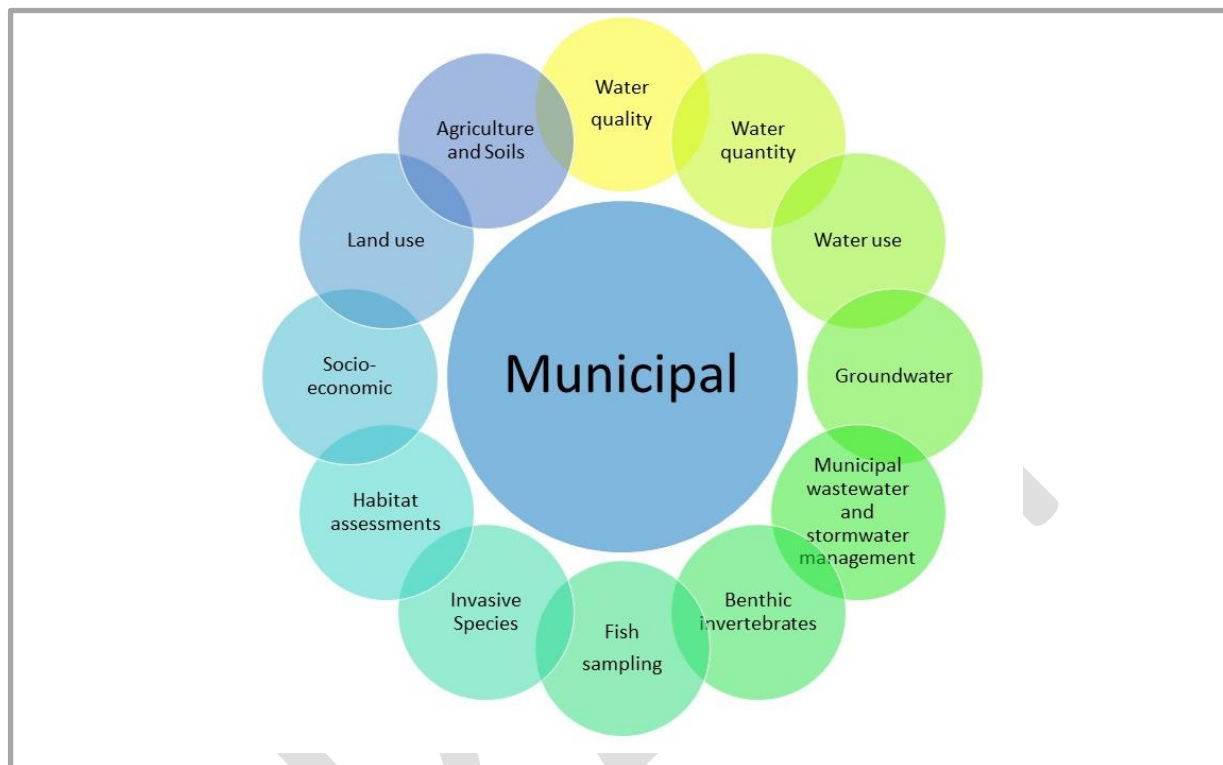 Water
quality
Water
quantity
Water use
Groundwater
Municipal
wastewater
and
stormwater
management
Benthic
invertebrates
Fish
sampling
Invasive
Species
Habitat
assessments
Socio-
economic
Land use
Agriculture
and Soils
Municipal